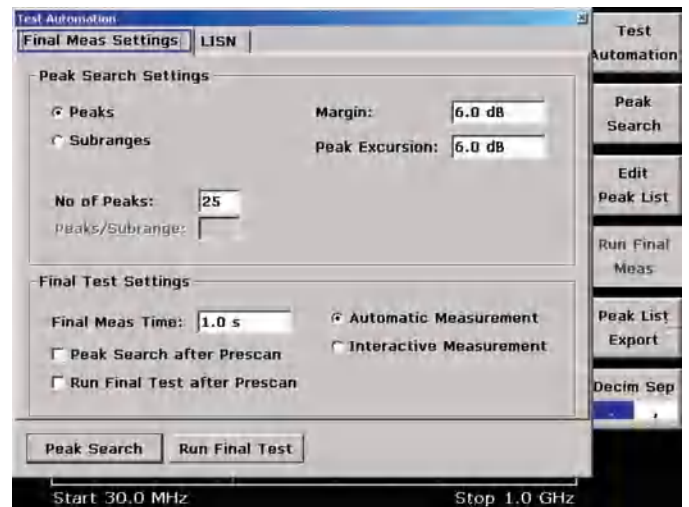 Test Automation
Final Meas Settings
LISN
Peak Search Settings
Peaks
Subranges
Margin: 6.0 dB
Peak Excursion: 6.0 dB
No of Peaks: 25
Peaks/Subrange:
Final Test Settings
Final Meas Time: 1.0 s
Peak Search after Prescan
Run Final Test after Prescan
Automatic Measurement
Interactive Measurement
Peak Search
Run Final Test
Start 30.0 MHz
Stop 1.0 GHz
Test
Automation
Peak
Search
Edit
Peak List
Run Final
Meas
Peak List
Export
Decim Sep
. ,